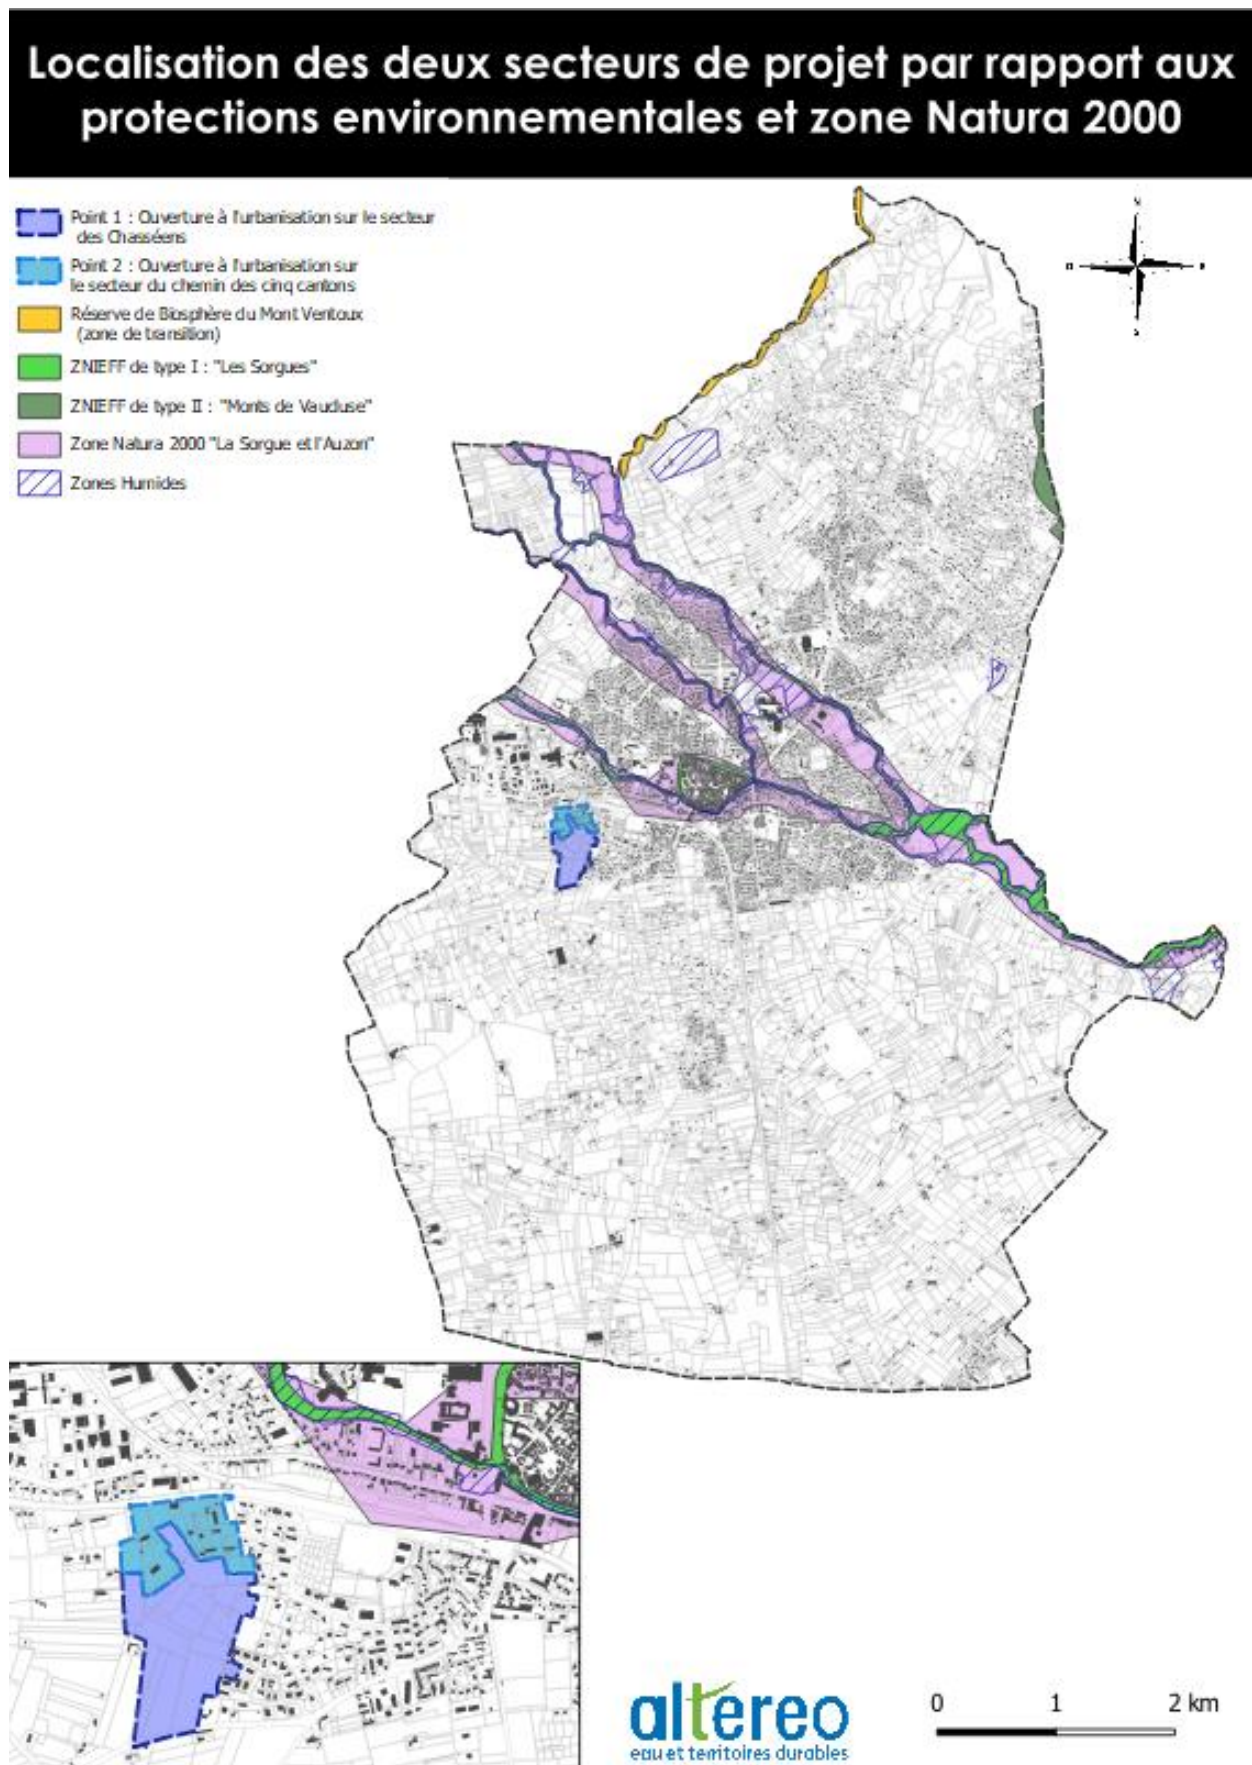 Localisation des deux secteurs de projet par rapport aux
protections environnementales et zone Natura 2000
Point 1 : Ouverture à l'urbanisation sur le secteur
des Chasséens
Point 2 : Ouverture à l'urbanisation sur
le secteur du chemin des cinq cantons
Réserve de Biosphère du Mont Ventoux
(zone de transition)
ZNIEFF de type I : "Les Sorgues"
ZNIEFF de type II : "Monts de Vaucluse"
Zone Natura 2000 "La Sorgue et l'Auzon"
Zones Humides
altereo
eau et territoires durables
0 1 2 km